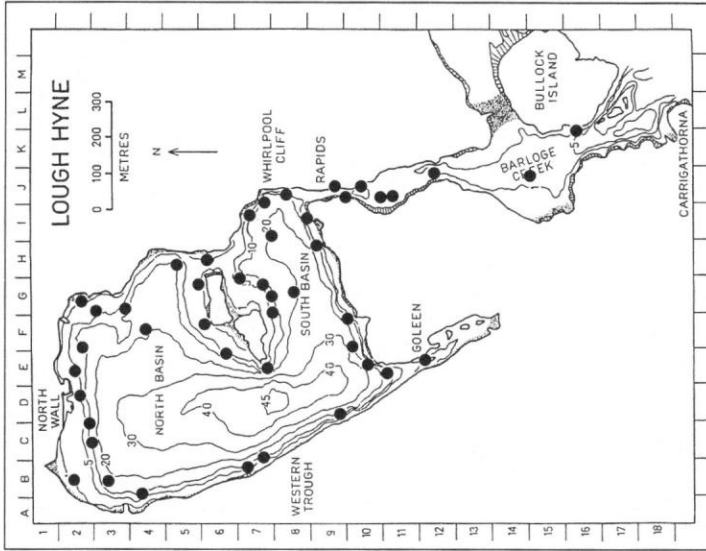 LOUGH HYNE
0 100 200 300
METRES
N
A B C D E F G H I J K L M
1 2 3 4 5 6 7 8 9 10 11 12 13 14 15 16 17 18
NORTH
WALL
NORTH BASIN
SOUTH BASIN
WESTERN
TROUGH
WHIRLPOOL
CLIFF
RAPIDS
GOLEEN
BARLOGE
CREEK
BULLOCK
ISLAND
CARRIGATHORNA
5
20
30
40
45
10
20
30
40
5